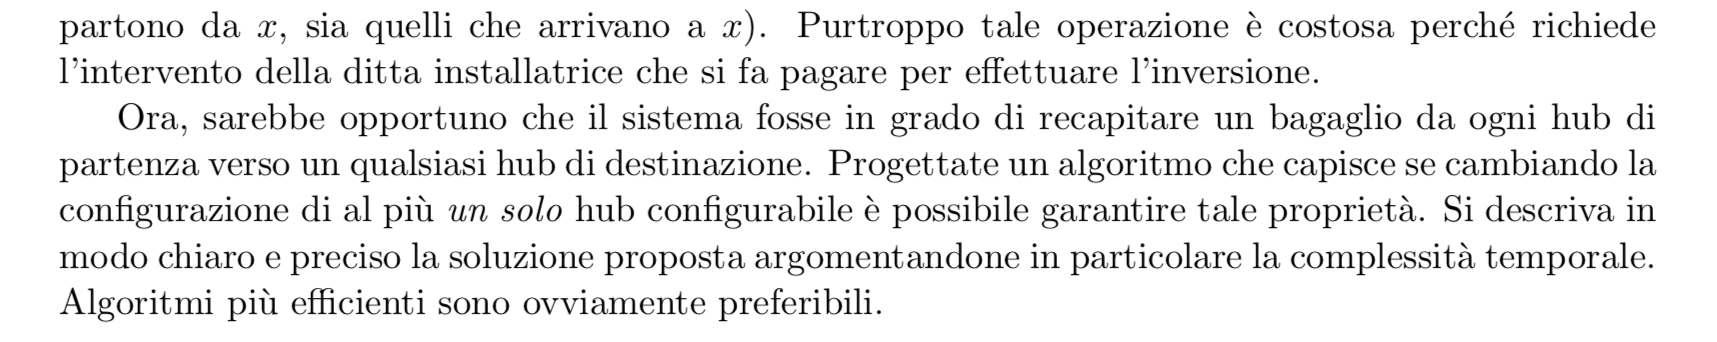 partono da x, sia quelli che arrivano a x). Purtroppo tale operazione è costosa perché richiede
l'intervento della ditta installatrice che si fa pagare per effettuare l'inversione.
Ora, sarebbe opportuno che il sistema fosse in grado di recapitare un bagaglio da ogni hub di
partenza verso un qualsiasi hub di destinazione. Progettate un algoritmo che capisce se cambiando la
configurazione di al più un solo hub configurabile è possibile garantire tale proprietà. Si descriva in
modo chiaro e preciso la soluzione proposta argomentandone in particolare la complessità temporale.
Algoritmi più efficienti sono ovviamente preferibili.